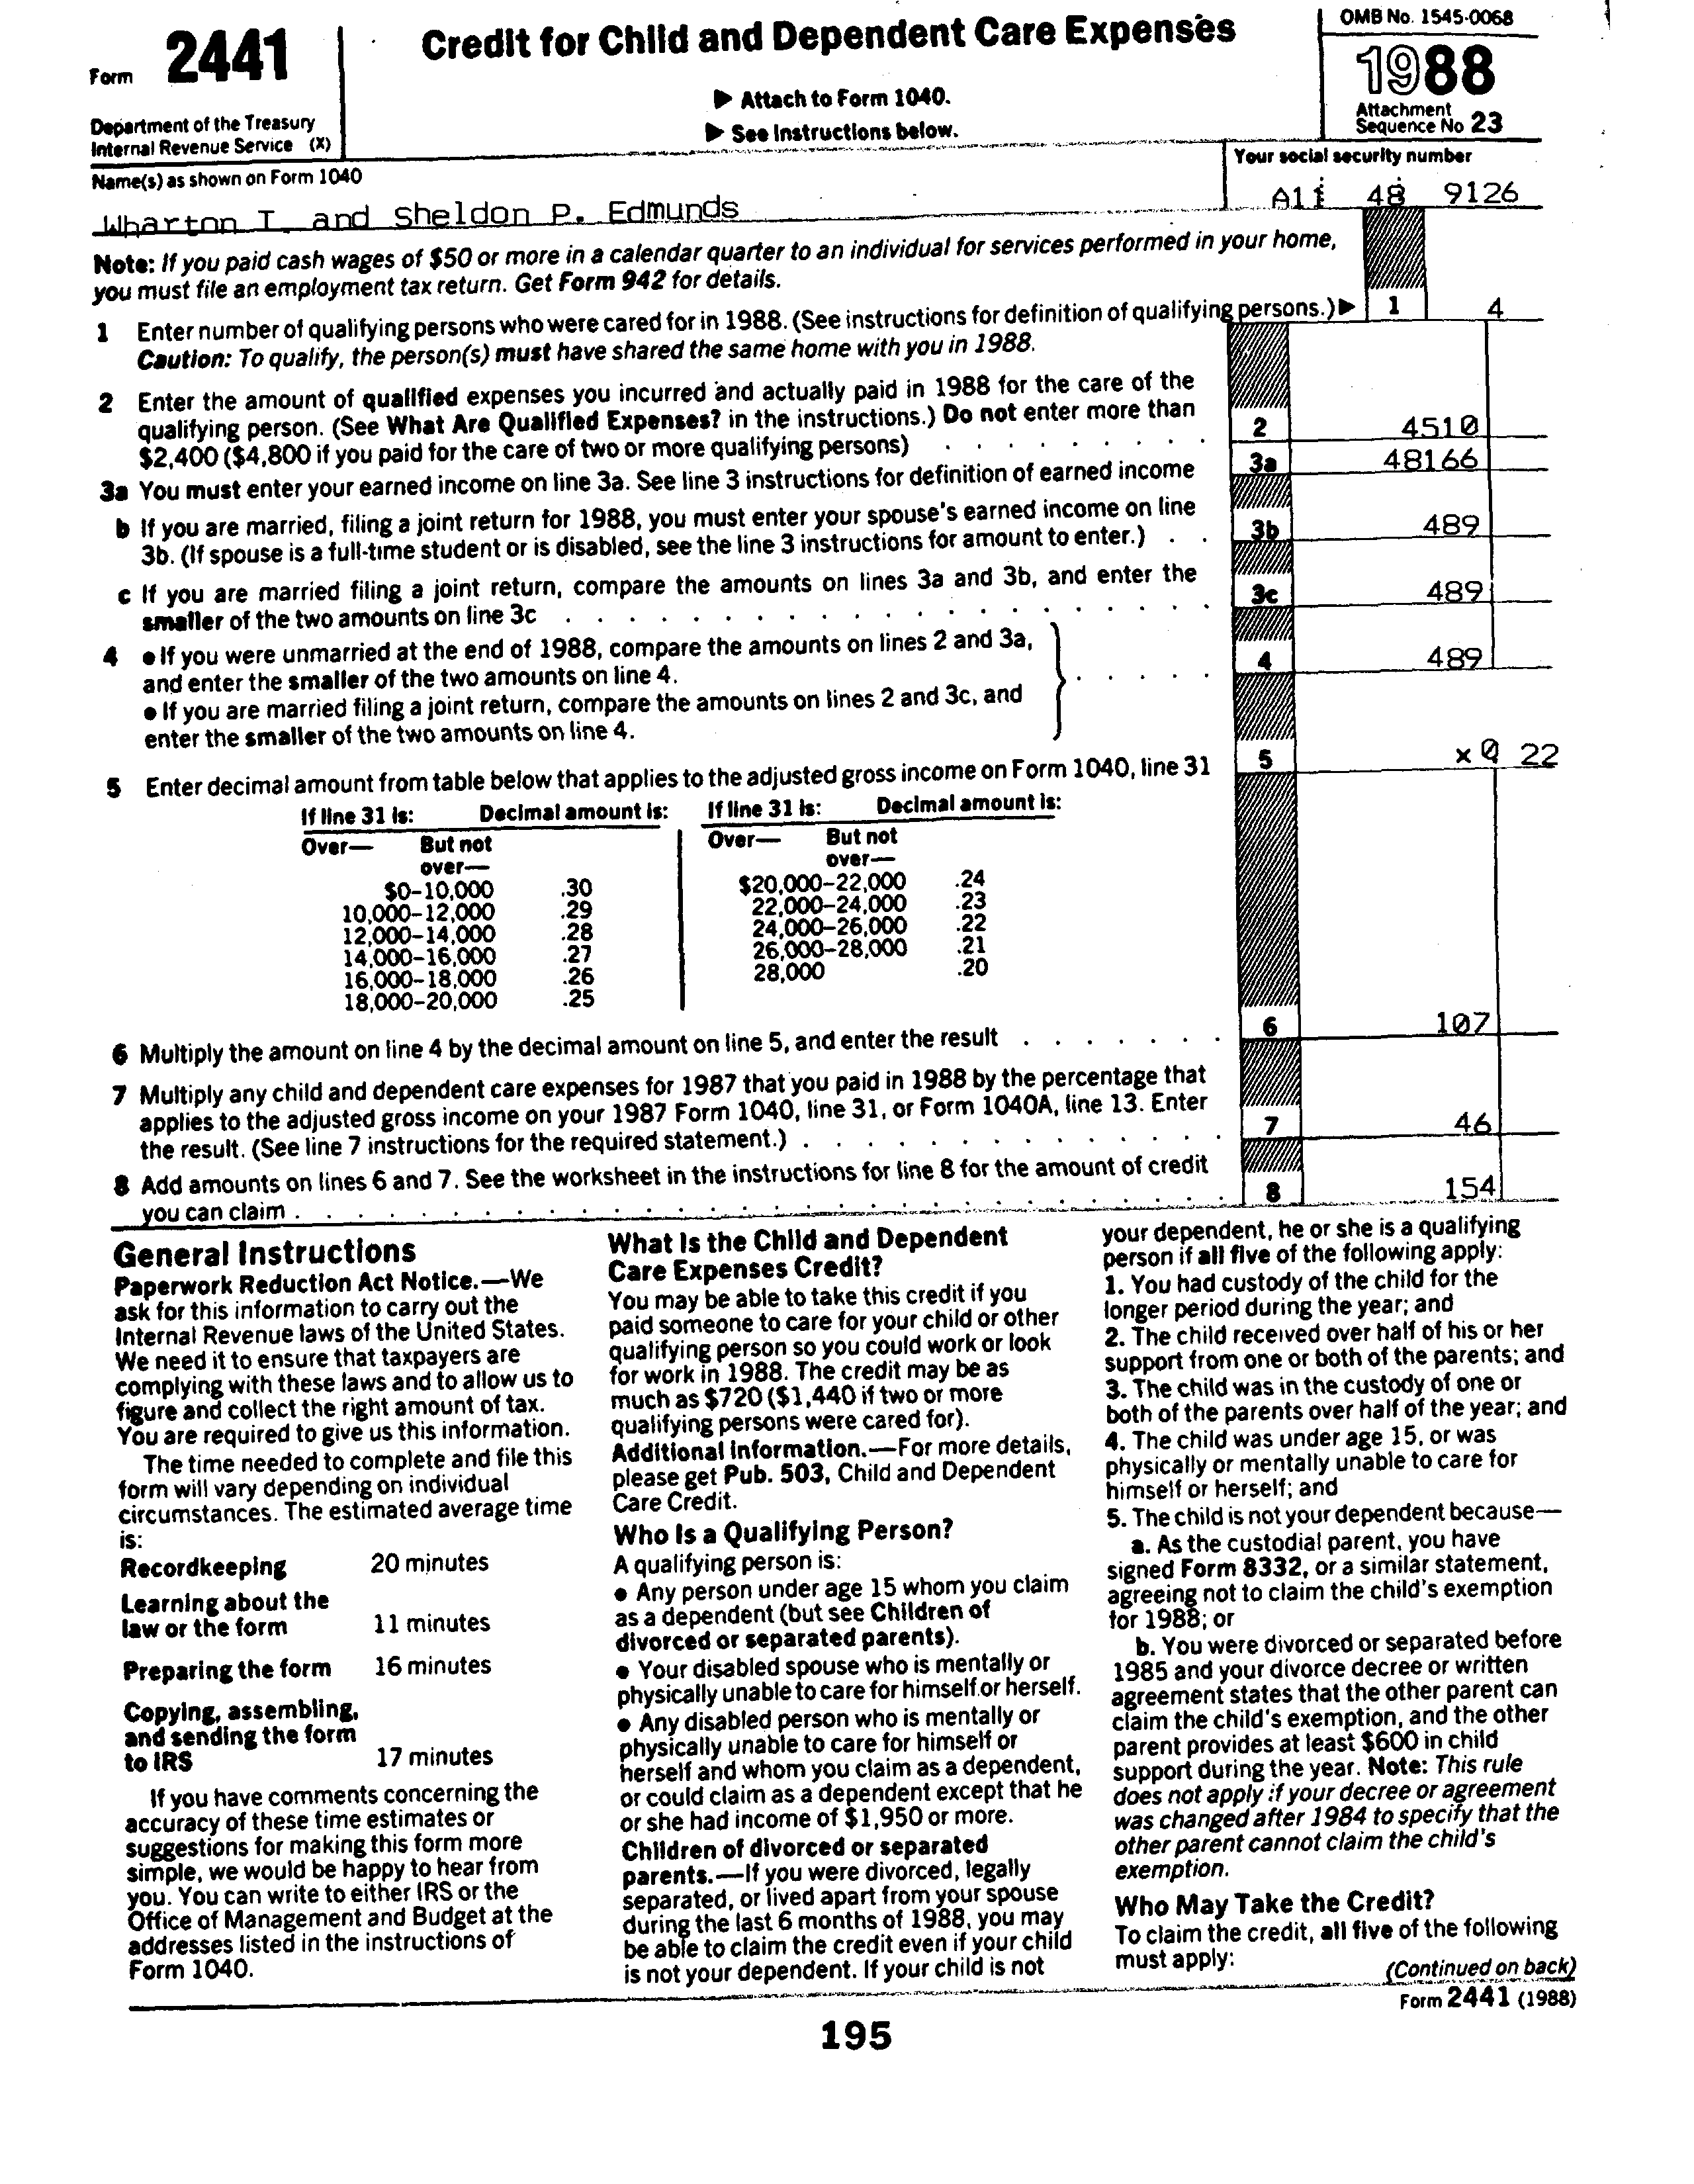 Form 2441
Department of the Treasury
Internal Revenue Service (X)
Credit for Child and Dependent Care Expenses
▶ Attach to Form 1040.
▶ See instructions below.
OMB No. 1545-0068
1988
Attachment
Sequence No 23
Name(s) as shown on Form 1040
Wharton T. and Sheldon P. Edmunds
Your social security number
48 9126
Note: If you paid cash wages of $50 or more in a calendar quarter to an individual for services performed in your home,
you must file an employment tax return. Get Form 942 for details.
1 Enter number of qualifying persons who were cared for in 1988. (See instructions for definition of qualifying persons.) ▶ 1 4
Caution: To qualify, the person(s) must have shared the same home with you in 1988.
2 Enter the amount of qualified expenses you incurred and actually paid in 1988 for the care of the
qualifying person. (See What Are Qualified Expenses? in the instructions.) Do not enter more than
$2,400 ($4,800 if you paid for the care of two or more qualifying persons) . . . . . . . . . 2 4510
3a You must enter your earned income on line 3a. See line 3 instructions for definition of earned income 3a 48166
b If you are married, filing a joint return for 1988, you must enter your spouse's earned income on line
3b. (If spouse is a full-time student or is disabled, see the line 3 instructions for amount to enter.) . . 3b 489
c If you are married filing a joint return, compare the amounts on lines 3a and 3b, and enter the
smaller of the two amounts on line 3c . . . . . . . . . . . . . . . . . 3c 489
4 ● If you were unmarried at the end of 1988, compare the amounts on lines 2 and 3a,
and enter the smaller of the two amounts on line 4.
● If you are married filing a joint return, compare the amounts on lines 2 and 3c, and
enter the smaller of the two amounts on line 4.
. . . . . 4 489
5 Enter decimal amount from table below that applies to the adjusted gross income on Form 1040, line 31 5 ×0 22
If line 31 is: Decimal amount is: If line 31 is: Decimal amount is:
Over— But not over— Over— But not over—
$0–10,000 .30 $20,000–22,000 .24
10,000–12,000 .29 22,000–24,000 .23
12,000–14,000 .28 24,000–26,000 .22
14,000–16,000 .27 26,000–28,000 .21
16,000–18,000 .26 28,000 .20
18,000–20,000 .25
6 Multiply the amount on line 4 by the decimal amount on line 5, and enter the result . . . . . . . 6 107
7 Multiply any child and dependent care expenses for 1987 that you paid in 1988 by the percentage that
applies to the adjusted gross income on your 1987 Form 1040, line 31, or Form 1040A, line 13. Enter
the result. (See line 7 instructions for the required statement.) . . . . . . . . . . . . . . 7 46
8 Add amounts on lines 6 and 7. See the worksheet in the instructions for line 8 for the amount of credit
you can claim . . . . . . . . . . . . . . . . . . . . . . . . . . . . . 8 154
General Instructions
Paperwork Reduction Act Notice.—We
ask for this information to carry out the
Internal Revenue laws of the United States.
We need it to ensure that taxpayers are
complying with these laws and to allow us to
figure and collect the right amount of tax.
You are required to give us this information.
The time needed to complete and file this
form will vary depending on individual
circumstances. The estimated average time
is:
Recordkeeping 20 minutes
Learning about the
law or the form 11 minutes
Preparing the form 16 minutes
Copying, assembling,
and sending the form
to IRS 17 minutes
If you have comments concerning the
accuracy of these time estimates or
suggestions for making this form more
simple, we would be happy to hear from
you. You can write to either IRS or the
Office of Management and Budget at the
addresses listed in the instructions of
Form 1040.
What Is the Child and Dependent
Care Expenses Credit?
You may be able to take this credit if you
paid someone to care for your child or other
qualifying person so you could work or look
for work in 1988. The credit may be as
much as $720 ($1,440 if two or more
qualifying persons were cared for).
Additional Information.—For more details,
please get Pub. 503, Child and Dependent
Care Credit.
Who Is a Qualifying Person?
A qualifying person is:
● Any person under age 15 whom you claim
as a dependent (but see Children of
divorced or separated parents).
● Your disabled spouse who is mentally or
physically unable to care for himself or herself.
● Any disabled person who is mentally or
physically unable to care for himself or
herself and whom you claim as a dependent,
or could claim as a dependent except that he
or she had income of $1,950 or more.
Children of divorced or separated
parents.—If you were divorced, legally
separated, or lived apart from your spouse
during the last 6 months of 1988, you may
be able to claim the credit even if your child
is not your dependent. If your child is not
your dependent, he or she is a qualifying
person if all five of the following apply:
1. You had custody of the child for the
longer period during the year; and
2. The child received over half of his or her
support from one or both of the parents; and
3. The child was in the custody of one or
both of the parents over half of the year; and
4. The child was under age 15, or was
physically or mentally unable to care for
himself or herself; and
5. The child is not your dependent because—
a. As the custodial parent, you have
signed Form 8332, or a similar statement,
agreeing not to claim the child's exemption
for 1988; or
b. You were divorced or separated before
1985 and your divorce decree or written
agreement states that the other parent can
claim the child's exemption, and the other
parent provides at least $600 in child
support during the year. Note: This rule
does not apply if your decree or agreement
was changed after 1984 to specify that the
other parent cannot claim the child's
exemption.
Who May Take the Credit?
To claim the credit, all five of the following
must apply:
(Continued on back)
Form 2441 (1988)
195